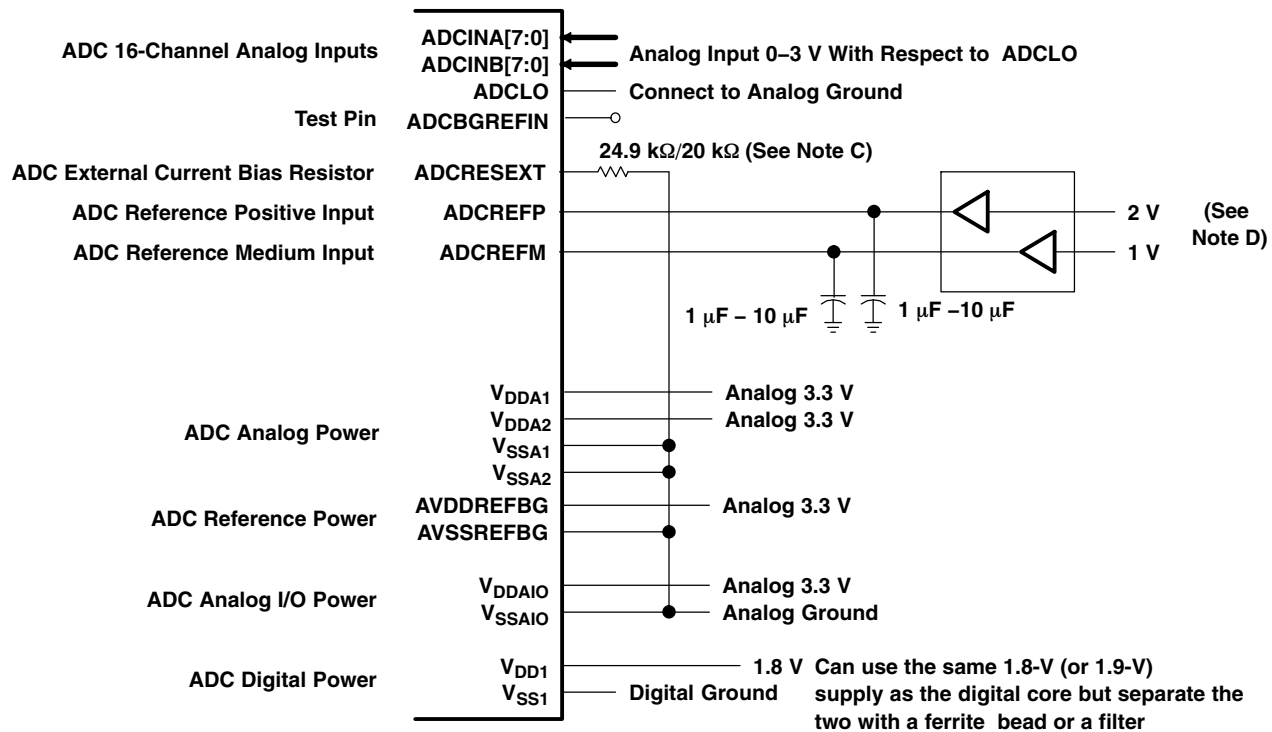 ADC 16-Channel Analog Inputs
ADCINA[7:0]
ADCINB[7:0]
Analog Input 0–3 V With Respect to ADCLO
ADCLO
Connect to Analog Ground
Test Pin
ADCBGREFIN
24.9 kΩ/20 kΩ (See Note C)
ADC External Current Bias Resistor
ADCRESEXT
ADC Reference Positive Input
ADCREFP
2 V
(See
Note D)
ADC Reference Medium Input
ADCREFM
1 V
1 μF – 10 μF
1 μF –10 μF
ADC Analog Power
VDDA1
Analog 3.3 V
VDDA2
Analog 3.3 V
VSSA1
VSSA2
ADC Reference Power
AVDDREFBG
Analog 3.3 V
AVSSREFBG
ADC Analog I/O Power
VDDAIO
Analog 3.3 V
VSSAIO
Analog Ground
ADC Digital Power
VDD1
1.8 V Can use the same 1.8-V (or 1.9-V)
supply as the digital core but separate the
two with a ferrite bead or a filter
VSS1
Digital Ground